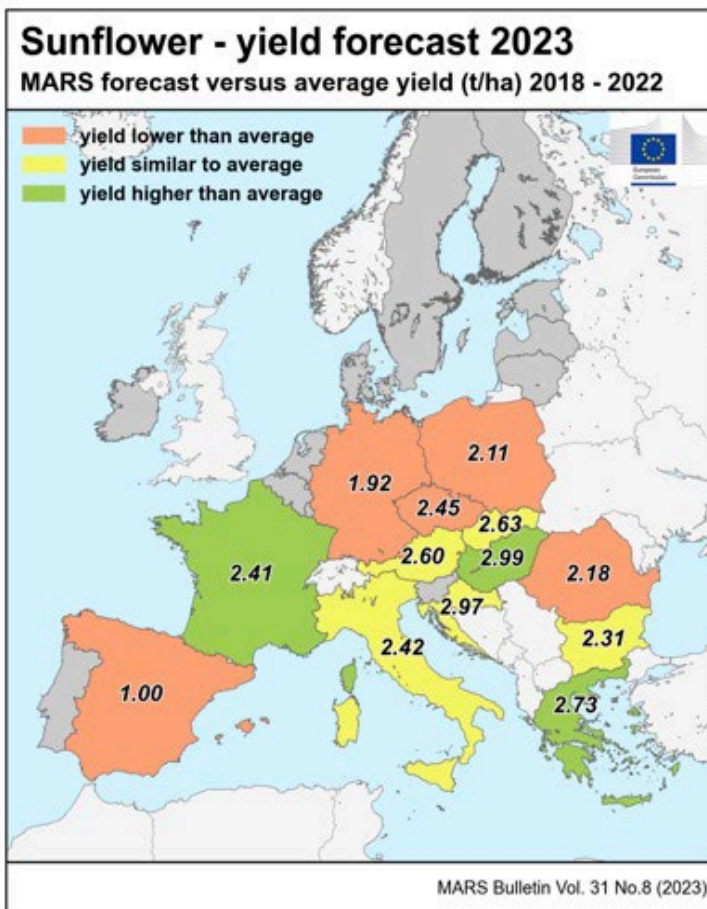 Sunflower - yield forecast 2023
MARS forecast versus average yield (t/ha) 2018 - 2022
yield lower than average
yield similar to average
yield higher than average
European
Commission
2.11
1.92
2.45
2.63
2.60
2.99
2.41
2.18
2.97
2.31
2.42
1.00
2.73
MARS Bulletin Vol. 31 No.8 (2023)